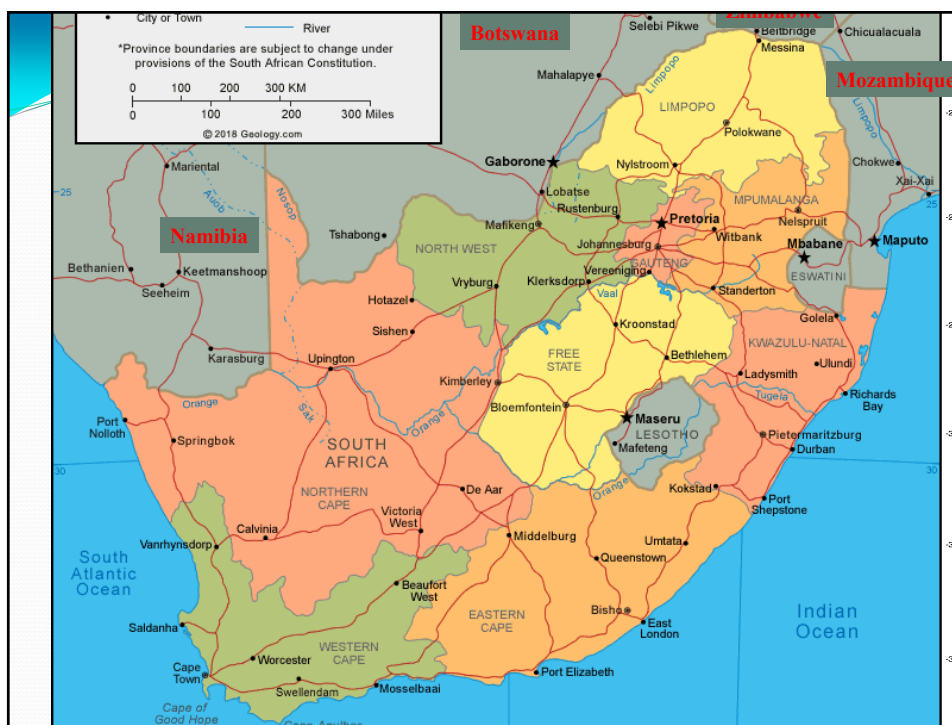 City or Town
River
*Province boundaries are subject to change under
provisions of the South African Constitution.
0 100 200 300 KM
0 100 200 300 Miles
© 2018 Geology.com
Botswana
Zimbabwe
Mozambique
Namibia
Selebi Pikwe
Beitbridge
Messina
Chicualacuala
Mahalapye
Limpopo
LIMPOPO
Polokwane
Limpopo
Gaborone
Nylstroom
Chokwe
Xai-Xai
Mariental
25
25
Auob
Nosop
Lobatse
Rustenburg
MPUMALANGA
Nelspruit
Pretoria
Mafikeng
Tshabong
NORTH WEST
Johannesburg
Witbank
Mbabane
Maputo
GAUTENG
Bethanien
Keetmanshoop
Vereeniging
ESWATINI
Seeheim
Vryburg
Klerksdorp
Vaal
Standerton
Hotazel
Golela
Sishen
Kroonstad
KWAZULU-NATAL
Karasburg
Upington
FREE
STATE
Bethlehem
Ulundi
Kimberley
Ladysmith
Tugela
Richards
Bay
Orange
Sak
Orange
Bloemfontein
Maseru
LESOTHO
Mafeteng
Port
Nolloth
Springbok
SOUTH
AFRICA
Pietermaritzburg
Durban
30
30
NORTHERN
CAPE
De Aar
Orange
Kokstad
Port
Shepstone
Victoria
West
Calvinia
Vanrhynsdorp
Middelburg
Umtata
Queenstown
South
Atlantic
Ocean
Beaufort
West
Bisho
Indian
Ocean
EASTERN
CAPE
East
London
Saldanha
WESTERN
CAPE
Worcester
Cape
Town
Port Elizabeth
Swellendam
Mosselbaai
Cape of
Good Hope